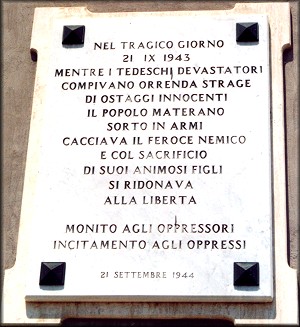 NEL TRAGICO GIORNO
21 IX 1943
MENTRE I TEDESCHI DEVASTATORI
COMPIVANO ORRENDA STRAGE
DI OSTAGGI INNOCENTI
IL POPOLO MATERANO
SORTO IN ARMI
CACCIAVA IL FEROCE NEMICO
E COL SACRIFICIO
DI SUOI ANIMOSI FIGLI
SI RIDONAVA
ALLA LIBERTA
MONITO AGLI OPPRESSORI
INCITAMENTO AGLI OPPRESSI
21 SETTEMBRE 1944